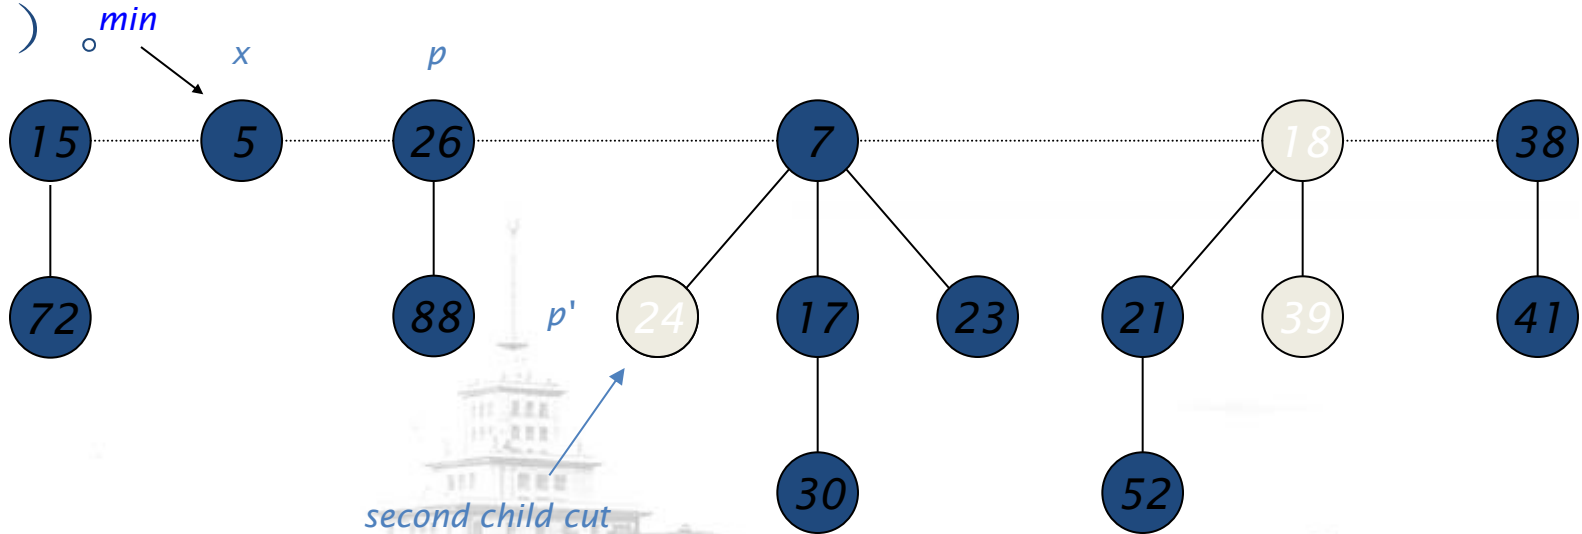 ) 。min
x p
15 5 26 7 18 38
72 88 p' 24 17 23 21 39 41
30 52
second child cut